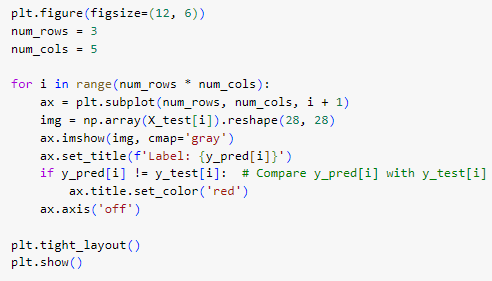 plt.figure(figsize=(12, 6))
num_rows = 3
num_cols = 5

for i in range(num_rows * num_cols):
    ax = plt.subplot(num_rows, num_cols, i + 1)
    img = np.array(X_test[i]).reshape(28, 28)
    ax.imshow(img, cmap='gray')
    ax.set_title(f'Label: {y_pred[i]}')
    if y_pred[i] != y_test[i]:  # Compare y_pred[i] with y_test[i]
        ax.title.set_color('red')
    ax.axis('off')

plt.tight_layout()
plt.show()